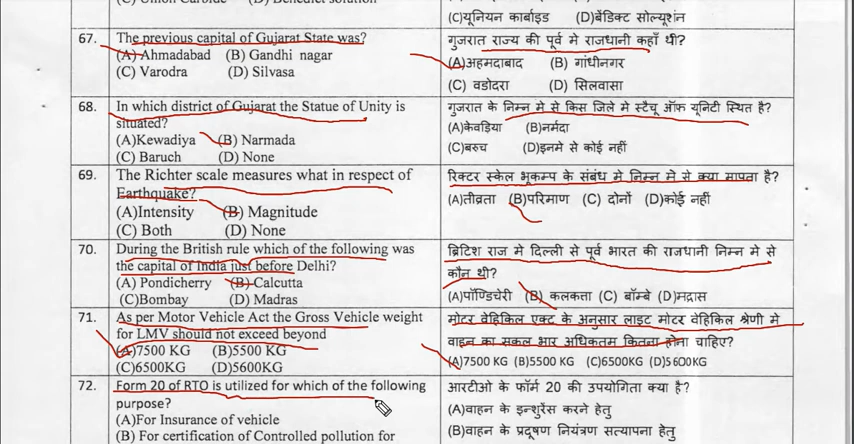 (C) Union Carbide (D) Benedict solution
(C)यूनियन कार्बाइड (D)बेंडिक्ट सोल्यूशंन
67. The previous capital of Gujarat State was?
(A) Ahmadabad (B) Gandhi nagar
(C) Varodra (D) Silvasa
गुजरात राज्य की पूर्व मे राजधानी कहाँ थी?
(A)अहमदाबाद (B) गांधीनगर
(C) वडोदरा (D) सिलवासा
68. In which district of Gujarat the Statue of Unity is
situated?
(A)Kewadiya (B) Narmada
(C) Baruch (D) None
गुजरात के निम्न मे से किस जिले मे स्टैचू ऑफ यूनिटी स्थित है?
(A)केवडिया (B)नर्मदा
(C)बरुच (D)इनमे से कोई नहीं
69. The Richter scale measures what in respect of
Earthquake?
(A)Intensity (B) Magnitude
(C) Both (D) None
रिक्टर स्केल भूकम्प के संबंध मे निम्न मे से क्या मापता है?
(A)तीव्रता (B)परिमाण (C) दोनों (D)कोई नहीं
70. During the British rule which of the following was
the capital of India just before Delhi?
(A) Pondicherry (B) Calcutta
(C)Bombay (D) Madras
ब्रिटिश राज मे दिल्ली से पूर्व भारत की राजधानी निम्न मे से
कौन थी?
(A)पॉण्डिचेरी (B) कलकत्ता (C) बॉम्बे (D)मद्रास
71. As per Motor Vehicle Act the Gross Vehicle weight
for LMV should not exceed beyond
(A)7500 KG (B)5500 KG
(C)6500KG (D)5600KG
मोटर वेहिकिल एक्ट के अनुसार लाइट मोटर वेहिकिल श्रेणी मे
वाहन का सकल भार अधिकतम कितना होना चाहिए?
(A)7500 KG (B)5500 KG (C)6500KG (D)5600KG
72. Form 20 of RTO is utilized for which of the following
purpose?
(A)For Insurance of vehicle
(B) For certification of Controlled pollution for
आरटीओ के फॉर्म 20 की उपयोगिता क्या है?
(A)वाहन के इन्शुरेंस करने हेतु
(B)वाहन के प्रदूषण नियंत्रण सत्यापना हेतु